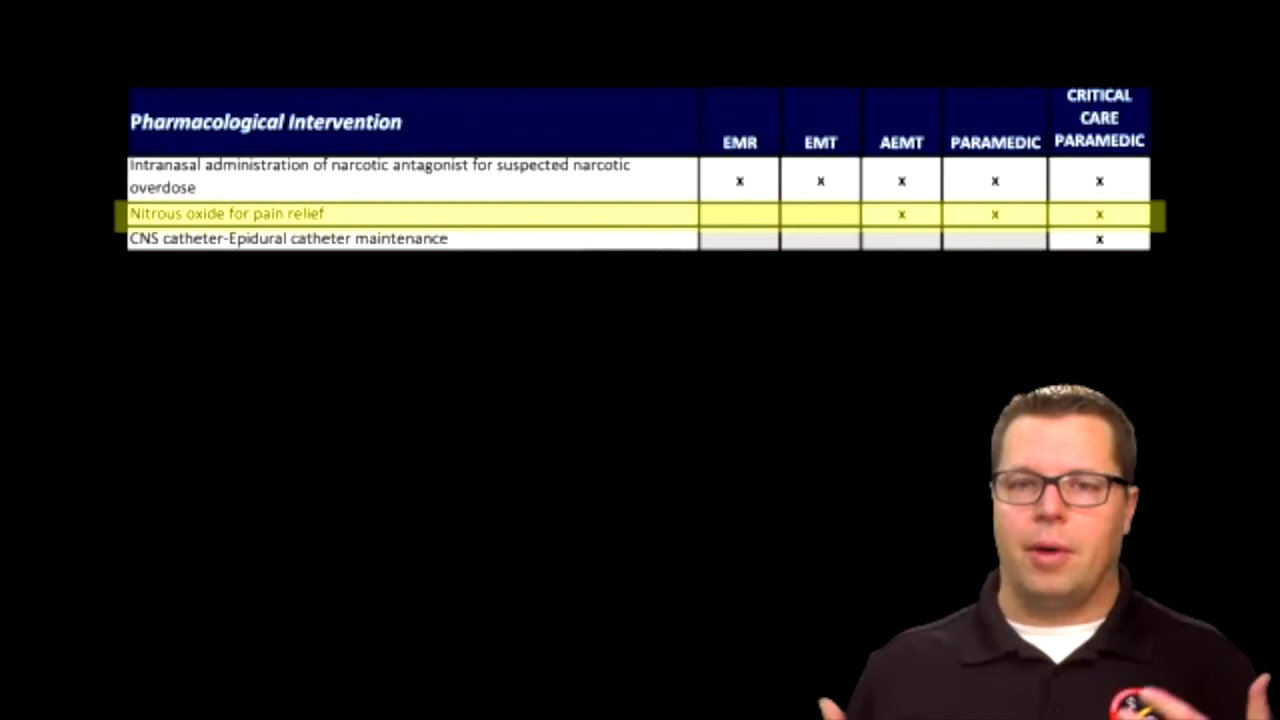 Pharmacological Intervention EMR EMT AEMT PARAMEDIC CRITICAL CARE PARAMEDIC
Intranasal administration of narcotic antagonist for suspected narcotic
overdose x x x x x
Nitrous oxide for pain relief x x x
CNS catheter-Epidural catheter maintenance x